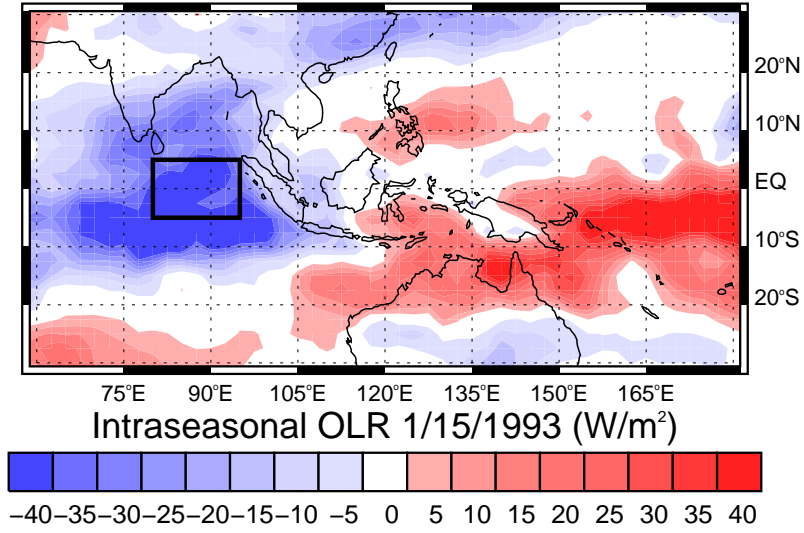 20°N
10°N
EQ
10°S
20°S
75°E 90°E 105°E 120°E 135°E 150°E 165°E
Intraseasonal OLR 1/15/1993 (W/m²)
−40−35−30−25−20−15−10 −5 0 5 10 15 20 25 30 35 40